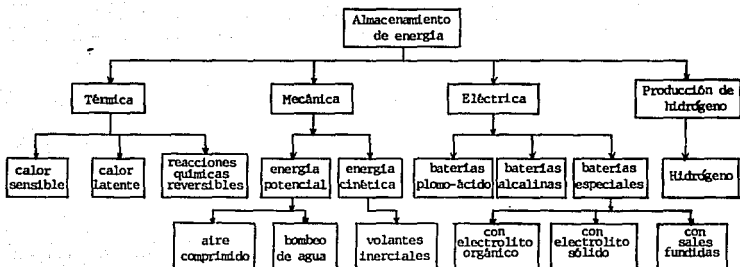 Almacenamiento
de energía
Térmica
Mecánica
Eléctrica
Producción de
hidrógeno
calor
sensible
calor
latente
reacciones
químicas
reversibles
energía
potencial
energía
cinética
baterías
plomo-ácido
baterías
alcalinas
baterías
especiales
Hidrógeno
aire
comprimido
bombeo
de agua
volantes
inerciales
con
electrolito
orgánico
con
electrolito
sólido
con
sales
fundidas